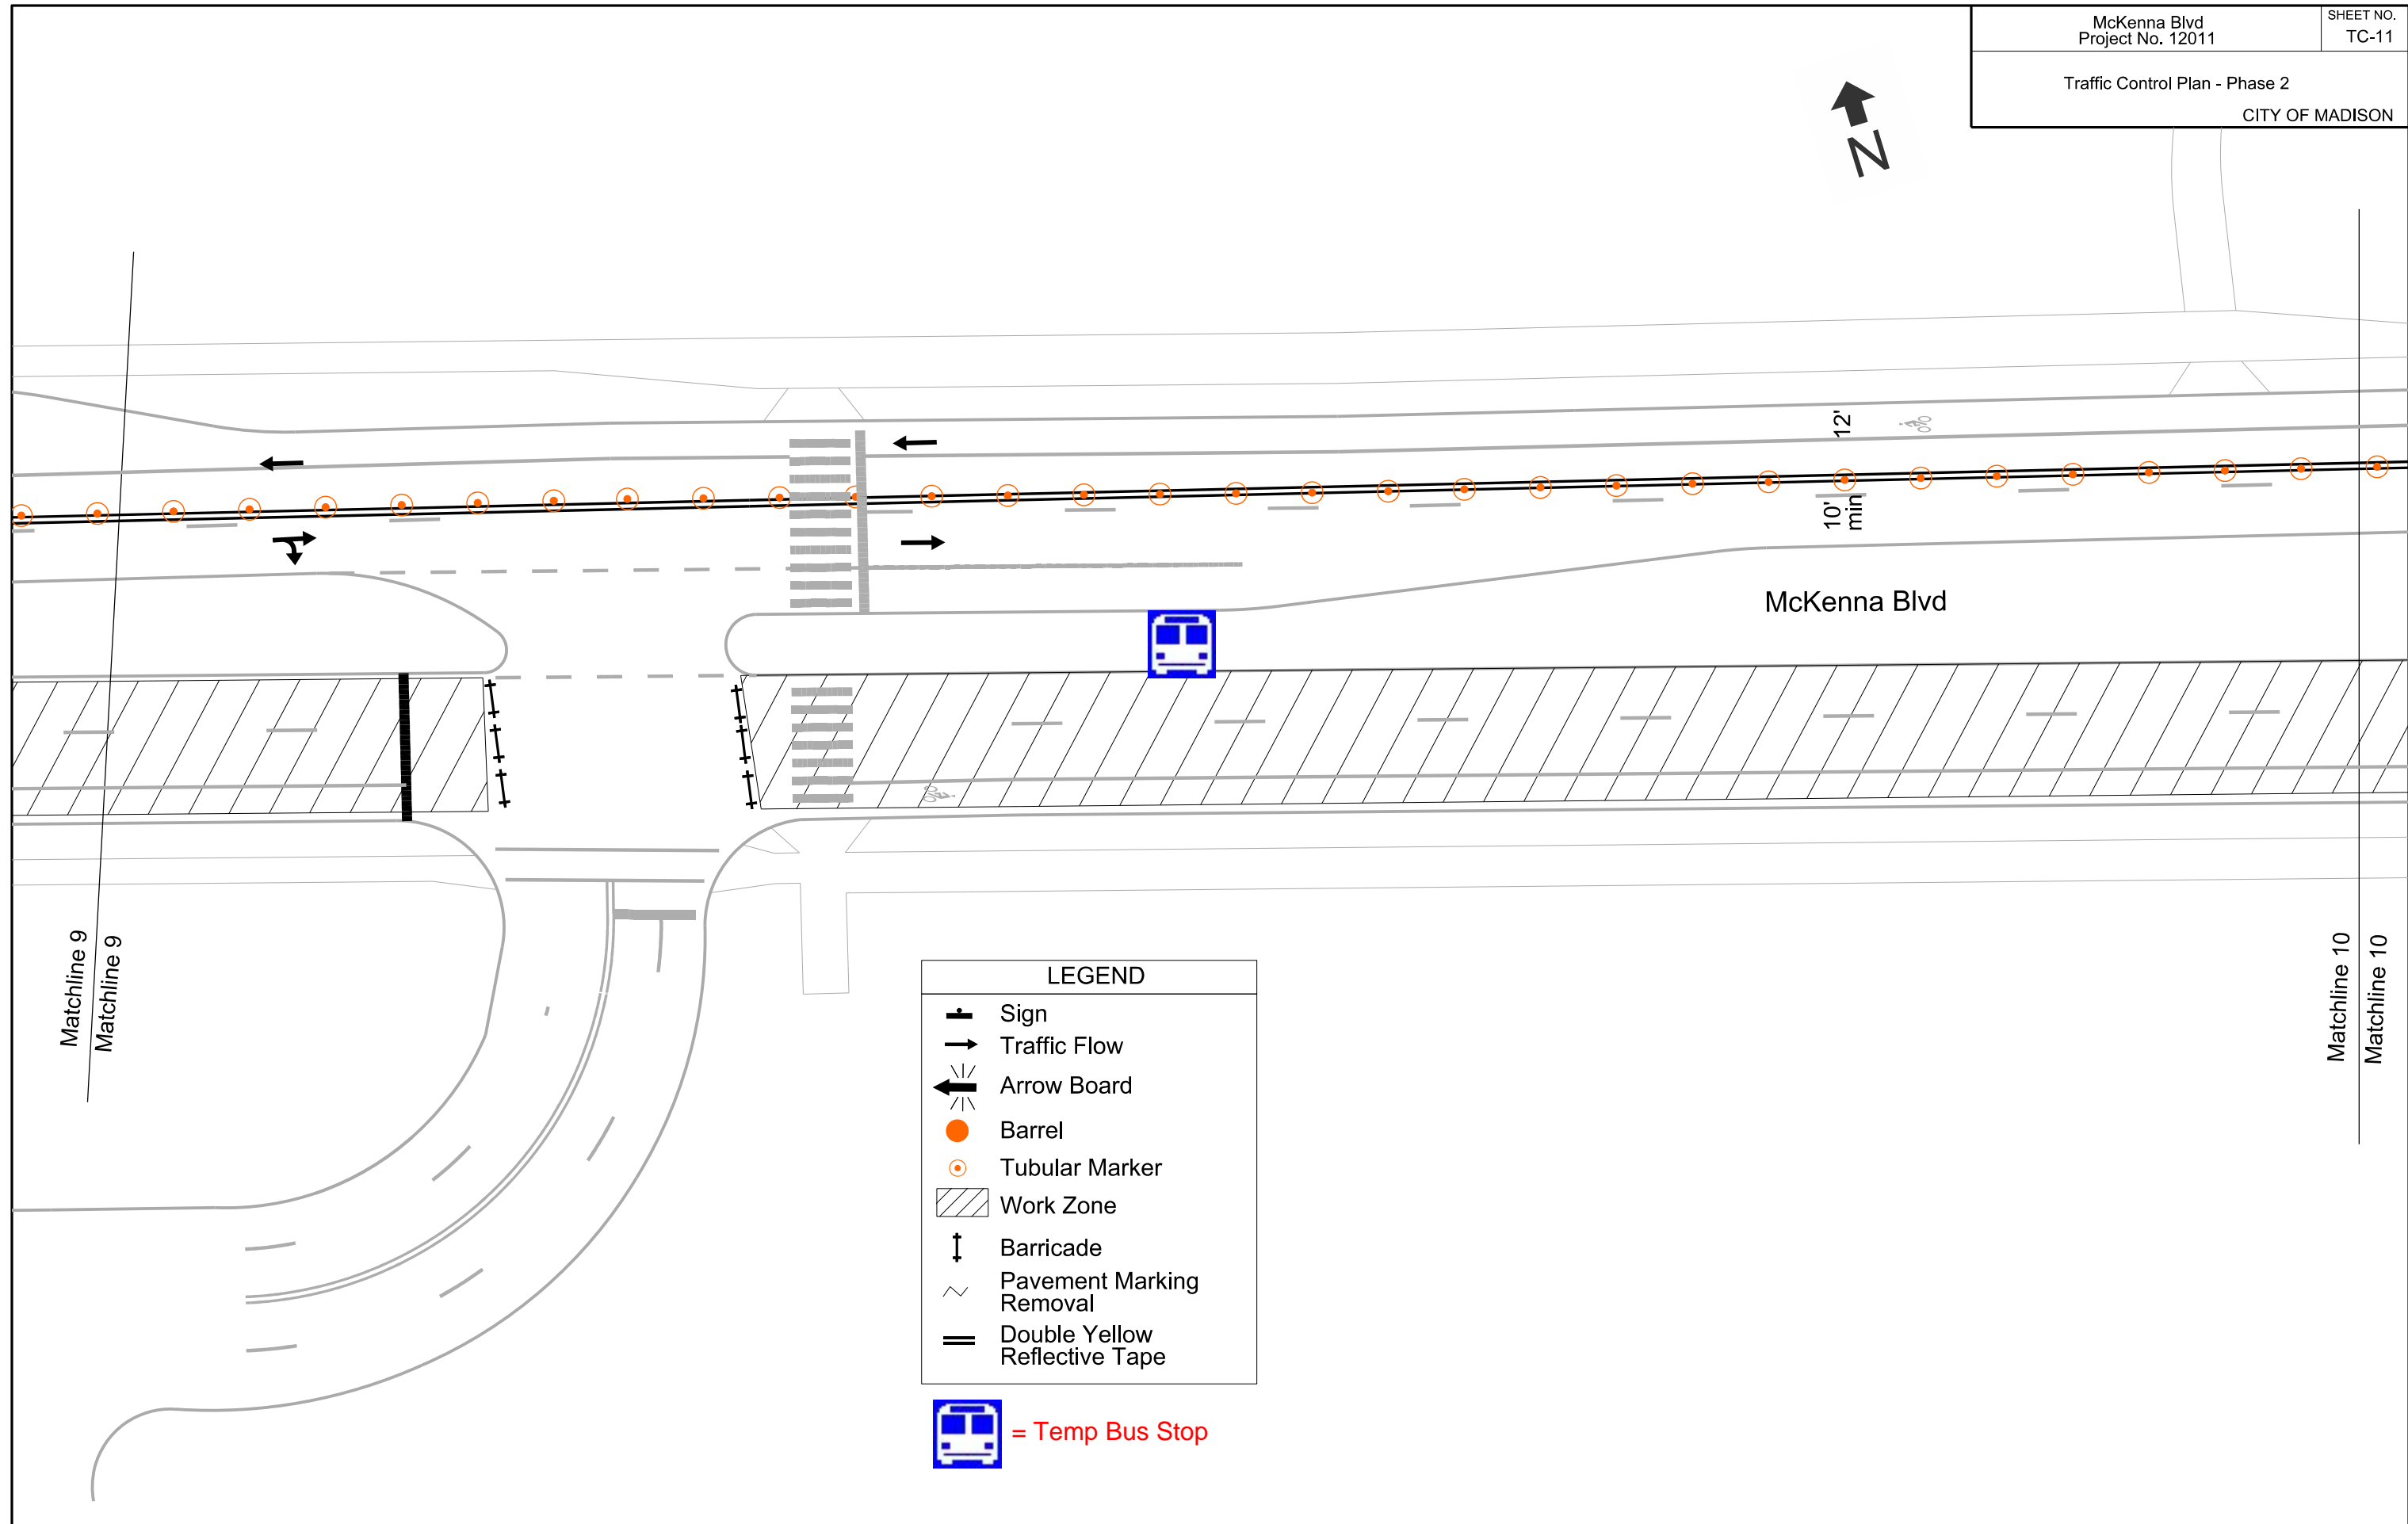 McKenna Blvd
Project No. 12011
SHEET NO.
TC-11
Traffic Control Plan - Phase 2
CITY OF MADISON
N
12'
10'
min
McKenna Blvd
Matchline 9
Matchline 9
Matchline 10
Matchline 10
LEGEND
Sign
Traffic Flow
Arrow Board
Barrel
Tubular Marker
Work Zone
Barricade
Pavement Marking
Removal
Double Yellow
Reflective Tape
= Temp Bus Stop